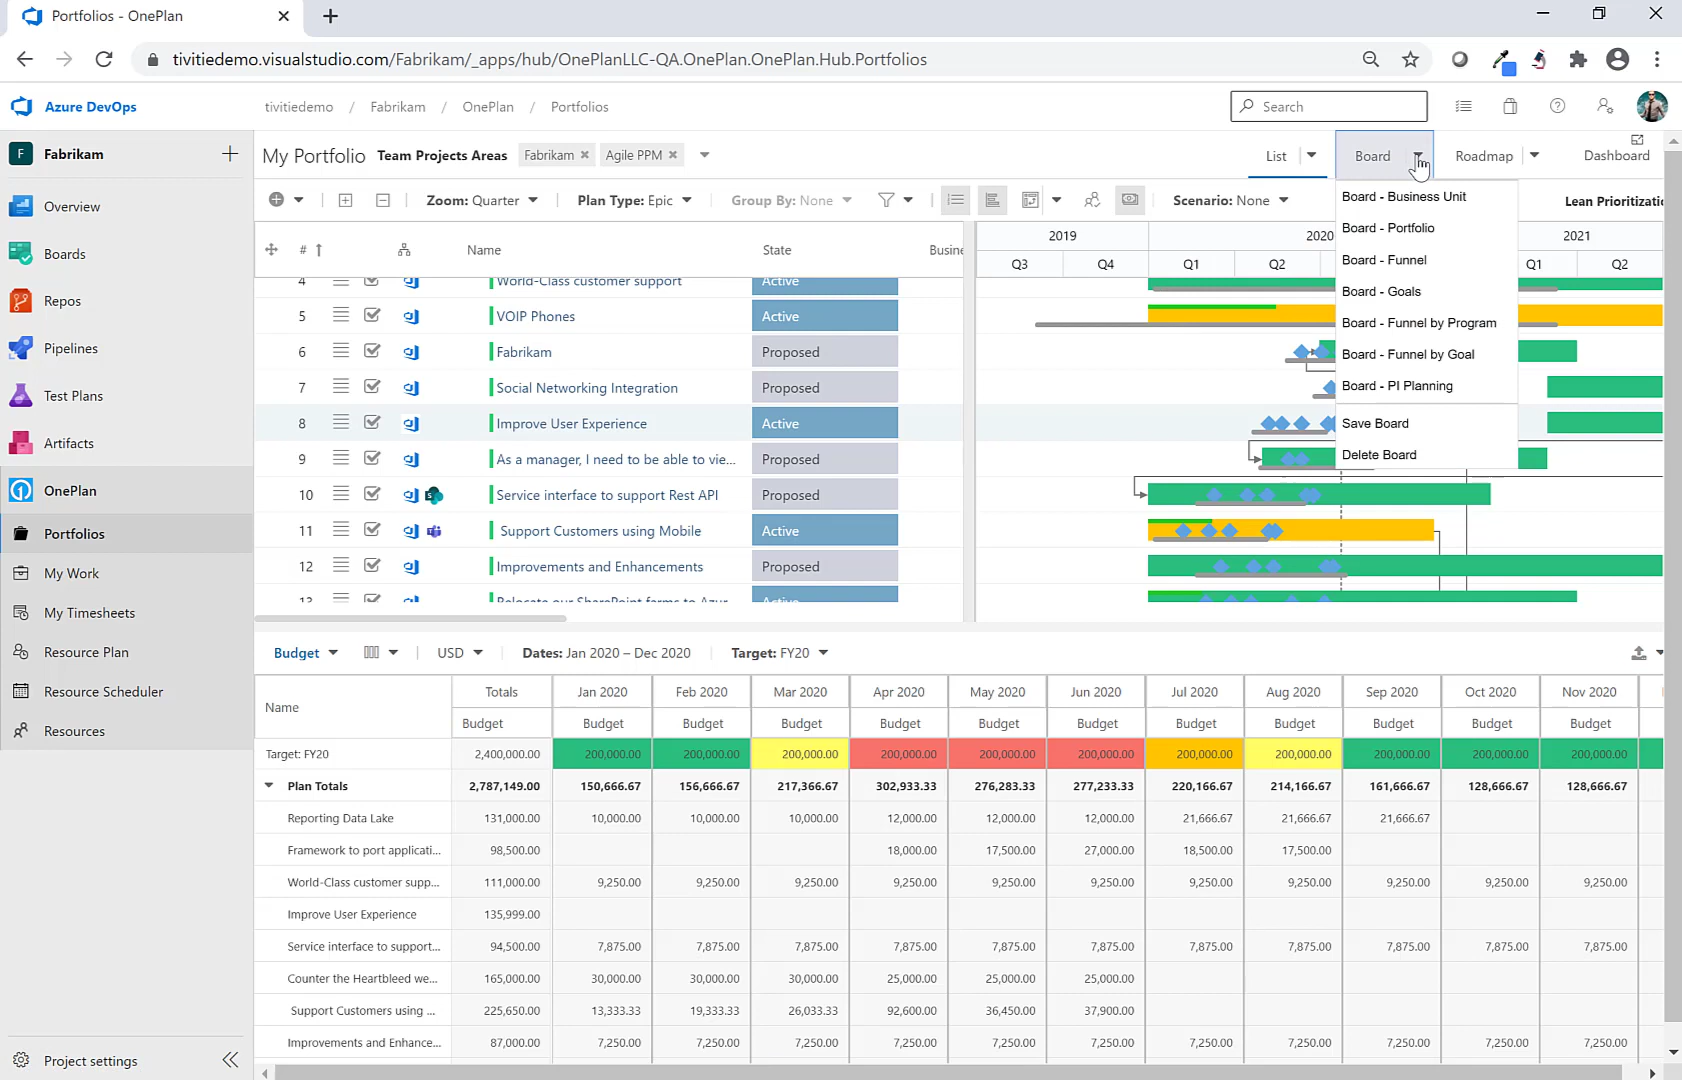 Portfolios - OnePlan
tivitiedemo.visualstudio.com/Fabrikam/_apps/hub/OnePlanLLC-QA.OnePlan.OnePlan.Hub.Portfolios
Azure DevOps
tivitiedemo / Fabrikam / OnePlan / Portfolios
Search
F Fabrikam
Overview
Boards
Repos
Pipelines
Test Plans
Artifacts
OnePlan
Portfolios
My Work
My Timesheets
Resource Plan
Resource Scheduler
Resources
Project settings
My Portfolio Team Projects Areas Fabrikam Agile PPM
List Board Roadmap Dashboard
Zoom: Quarter Plan Type: Epic Group By: None Scenario: None Lean Prioritizatio
Board - Business Unit
Board - Portfolio
Board - Funnel
Board - Goals
Board - Funnel by Program
Board - Funnel by Goal
Board - PI Planning
Save Board
Delete Board
# Name State Busine
2019 2020 2021
Q3 Q4 Q1 Q2 Q1 Q2
4 World-Class customer support Active
5 VOIP Phones Active
6 Fabrikam Proposed
7 Social Networking Integration Proposed
8 Improve User Experience Active
9 As a manager, I need to be able to vie... Proposed
10 Service interface to support Rest API Proposed
11 Support Customers using Mobile Active
12 Improvements and Enhancements Proposed
13 Relocate our SharePoint farms to Azur Active
Budget USD Dates: Jan 2020 – Dec 2020 Target: FY20
Name Totals Jan 2020 Feb 2020 Mar 2020 Apr 2020 May 2020 Jun 2020 Jul 2020 Aug 2020 Sep 2020 Oct 2020 Nov 2020
Budget Budget Budget Budget Budget Budget Budget Budget Budget Budget Budget Budget
Target: FY20 2,400,000.00 200,000.00 200,000.00 200,000.00 200,000.00 200,000.00 200,000.00 200,000.00 200,000.00 200,000.00 200,000.00 200,000.00
Plan Totals 2,787,149.00 150,666.67 156,666.67 217,366.67 302,933.33 276,283.33 277,233.33 220,166.67 214,166.67 161,666.67 128,666.67 128,666.67
Reporting Data Lake 131,000.00 10,000.00 10,000.00 10,000.00 12,000.00 12,000.00 12,000.00 21,666.67 21,666.67 21,666.67
Framework to port applicati... 98,500.00 18,000.00 17,500.00 27,000.00 18,500.00 17,500.00
World-Class customer supp... 111,000.00 9,250.00 9,250.00 9,250.00 9,250.00 9,250.00 9,250.00 9,250.00 9,250.00 9,250.00 9,250.00 9,250.00
Improve User Experience 135,999.00
Service interface to support... 94,500.00 7,875.00 7,875.00 7,875.00 7,875.00 7,875.00 7,875.00 7,875.00 7,875.00 7,875.00 7,875.00 7,875.00
Counter the Heartbleed we... 165,000.00 30,000.00 30,000.00 30,000.00 25,000.00 25,000.00 25,000.00
Support Customers using ... 225,650.00 13,333.33 19,333.33 26,033.33 92,600.00 36,450.00 37,900.00
Improvements and Enhance... 87,000.00 7,250.00 7,250.00 7,250.00 7,250.00 7,250.00 7,250.00 7,250.00 7,250.00 7,250.00 7,250.00 7,250.00